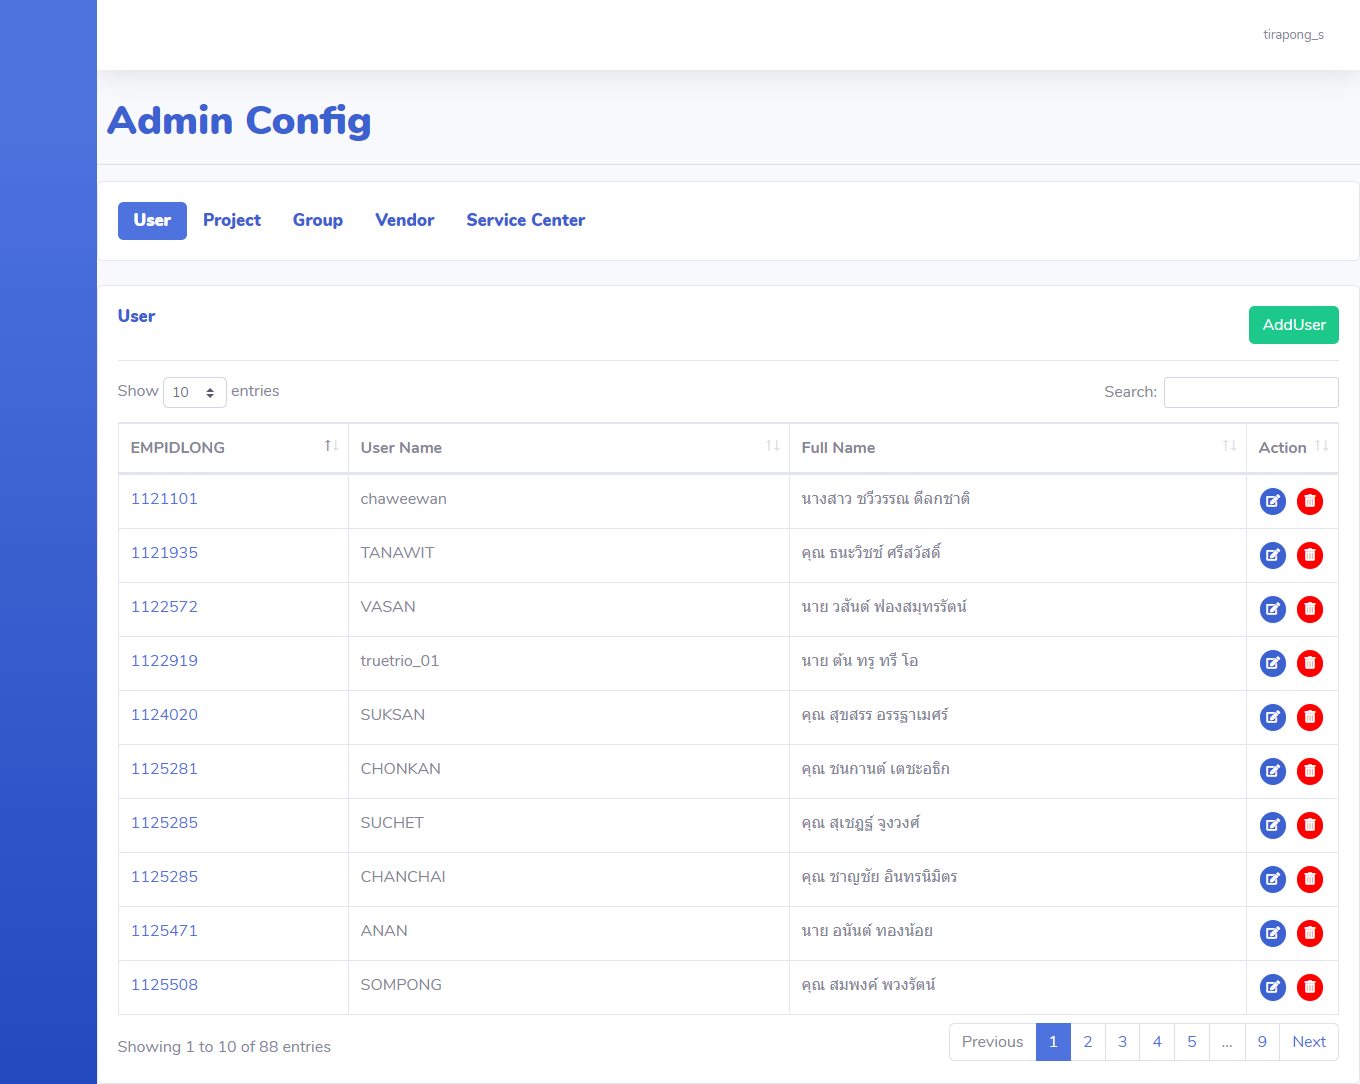 tirapong_s
Admin Config
User Project Group Vendor Service Center
User
AddUser
Show 10 entries
Search:
EMPIDLONG User Name Full Name Action
1121101 chaweewan นางสาว ชวีวรรณ ดีลกชาติ
1121935 TANAWIT คุณ ธนะวิชช์ ศรีสวัสดิ์
1122572 VASAN นาย วสันต์ ฟองสมุทรรัตน์
1122919 truetrio_01 นาย ต้น ทรู ทรี โอ
1124020 SUKSAN คุณ สุขสรร อรรฐาเมศร์
1125281 CHONKAN คุณ ชนกานต์ เตชะอธิก
1125285 SUCHET คุณ สุเชฎฐ์ จูงวงศ์
1125285 CHANCHAI คุณ ชาญชัย อินทรนิมิตร
1125471 ANAN นาย อนันต์ ทองน้อย
1125508 SOMPONG คุณ สมพงค์ พวงรัตน์
Showing 1 to 10 of 88 entries
Previous 1 2 3 4 5 ... 9 Next